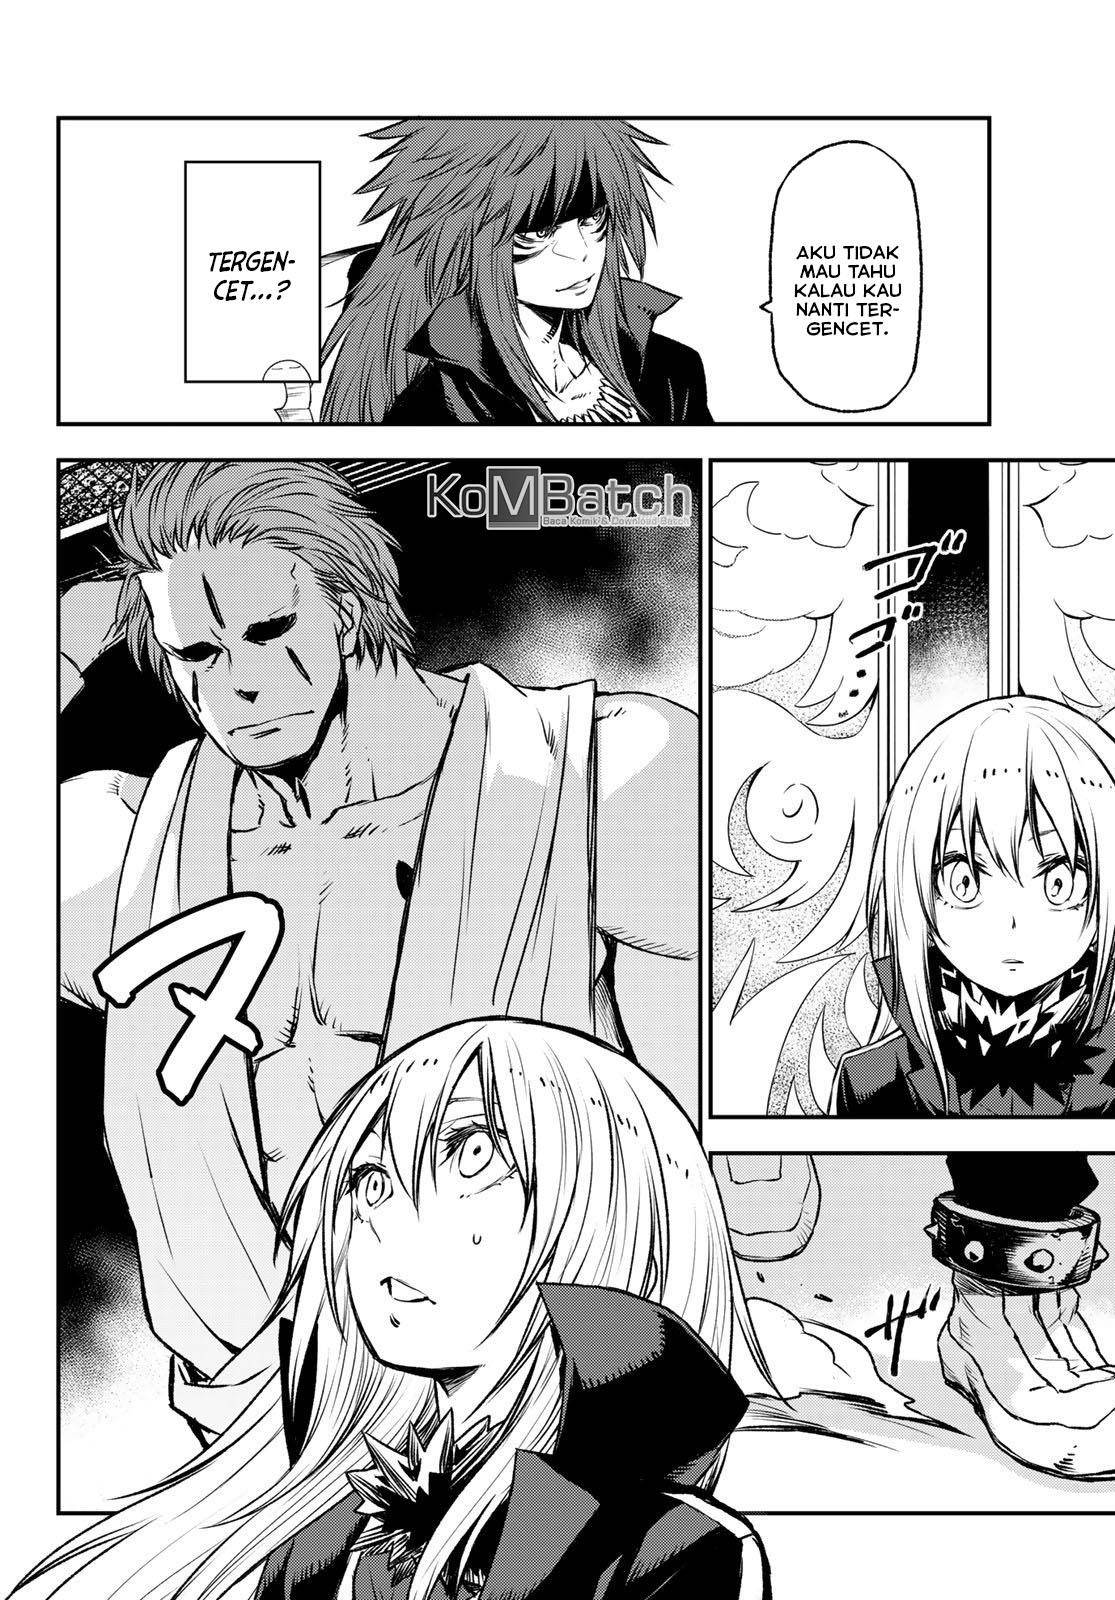 AKU TIDAK
MAU TAHU
KALAU KAU
NANTI TER-
GENCET.
TERGEN-
CET...?
KoMBatch
Baca Komik & Download Batch
ゴゴ...
ザ
ヌ